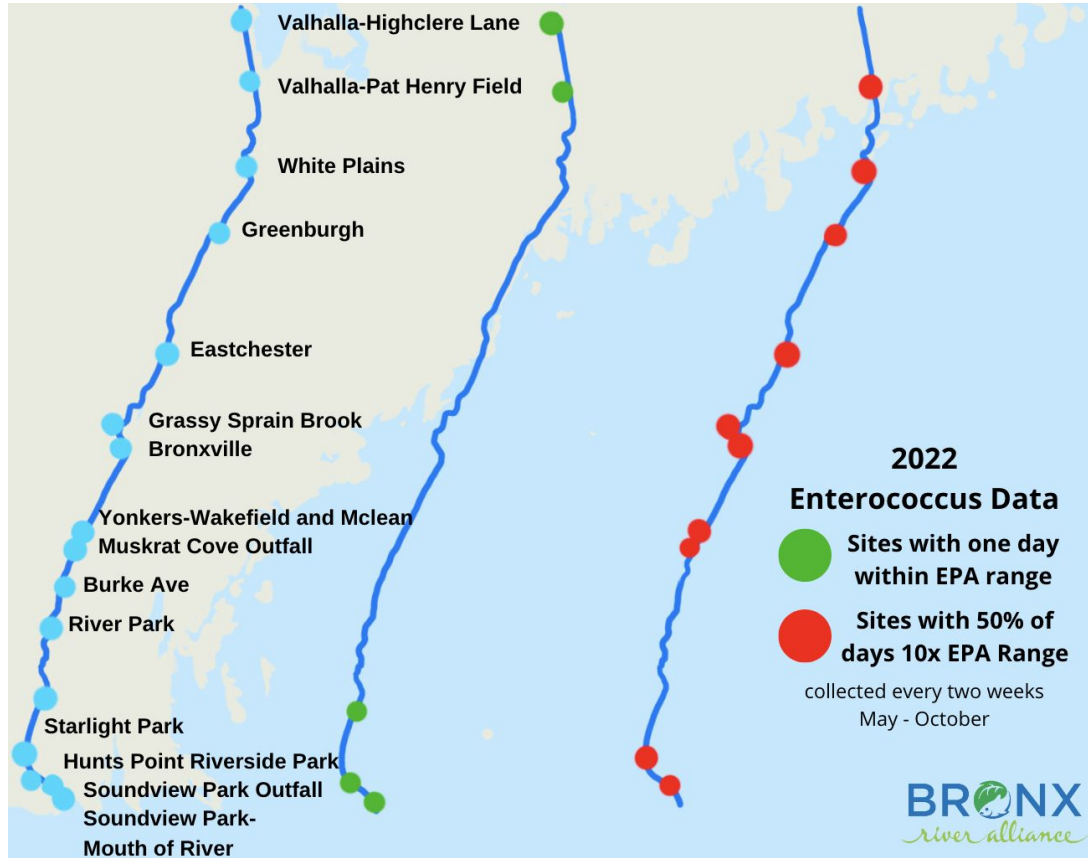 Valhalla-Highclere Lane
Valhalla-Pat Henry Field
White Plains
Greenburgh
Eastchester
Grassy Sprain Brook
Bronxville
Yonkers-Wakefield and Mclean
Muskrat Cove Outfall
Burke Ave
River Park
Starlight Park
Hunts Point Riverside Park
Soundview Park Outfall
Soundview Park-
Mouth of River
2022
Enterococcus Data
Sites with one day
within EPA range
Sites with 50% of
days 10x EPA Range
collected every two weeks
May - October
BRONX
river alliance